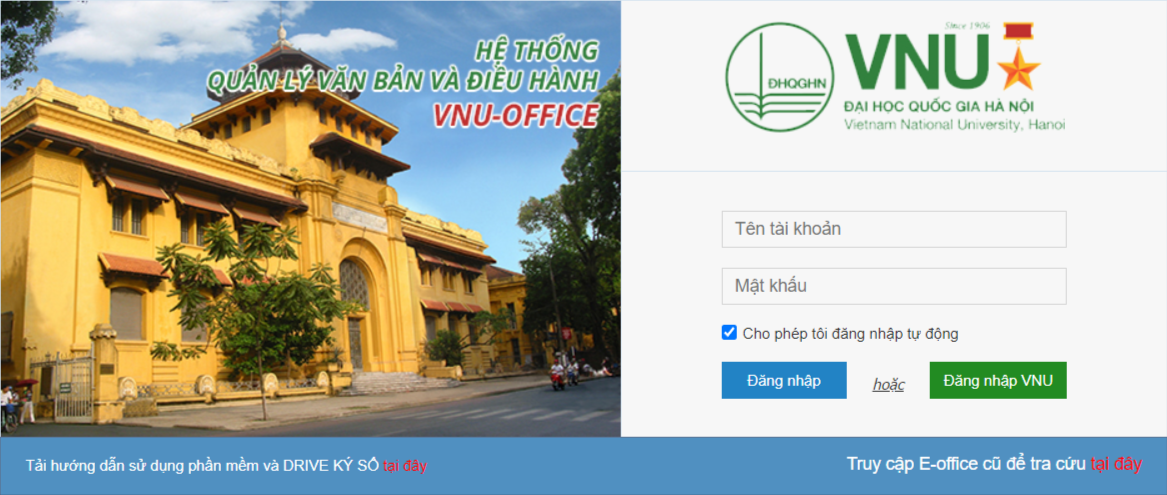 HỆ THỐNG
QUẢN LÝ VĂN BẢN VÀ ĐIỀU HÀNH
VNU-OFFICE
Since 1906
ĐHQGHN
VNU
ĐẠI HỌC QUỐC GIA HÀ NỘI
Vietnam National University, Hanoi
Tên tài khoản
Mật khẩu
Cho phép tôi đăng nhập tự động
Đăng nhập hoặc Đăng nhập VNU
Tải hướng dẫn sử dụng phần mềm và DRIVE KÝ SỐ tại đây
Truy cập E-office cũ để tra cứu tại đây